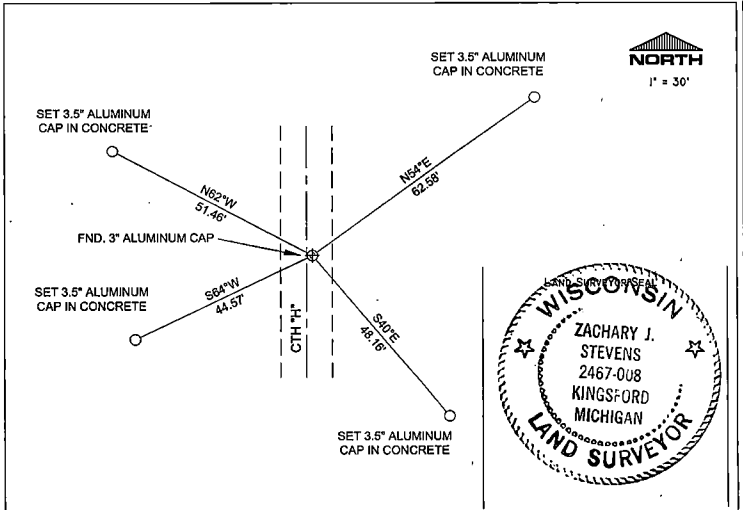 SET 3.5" ALUMINUM
CAP IN CONCRETE
NORTH
1" = 30'
SET 3.5" ALUMINUM
CAP IN CONCRETE
N62°W
51.46'
N54°E
62.58'
FND. 3" ALUMINUM CAP
S64°W
44.57'
SET 3.5" ALUMINUM
CAP IN CONCRETE
CTH "H"
S40°E
48.16'
SET 3.5" ALUMINUM
CAP IN CONCRETE
LAND SURVEYOR SEAL
WISCONSIN
ZACHARY J.
STEVENS
2467-008
KINGSFORD
MICHIGAN
LAND SURVEYOR